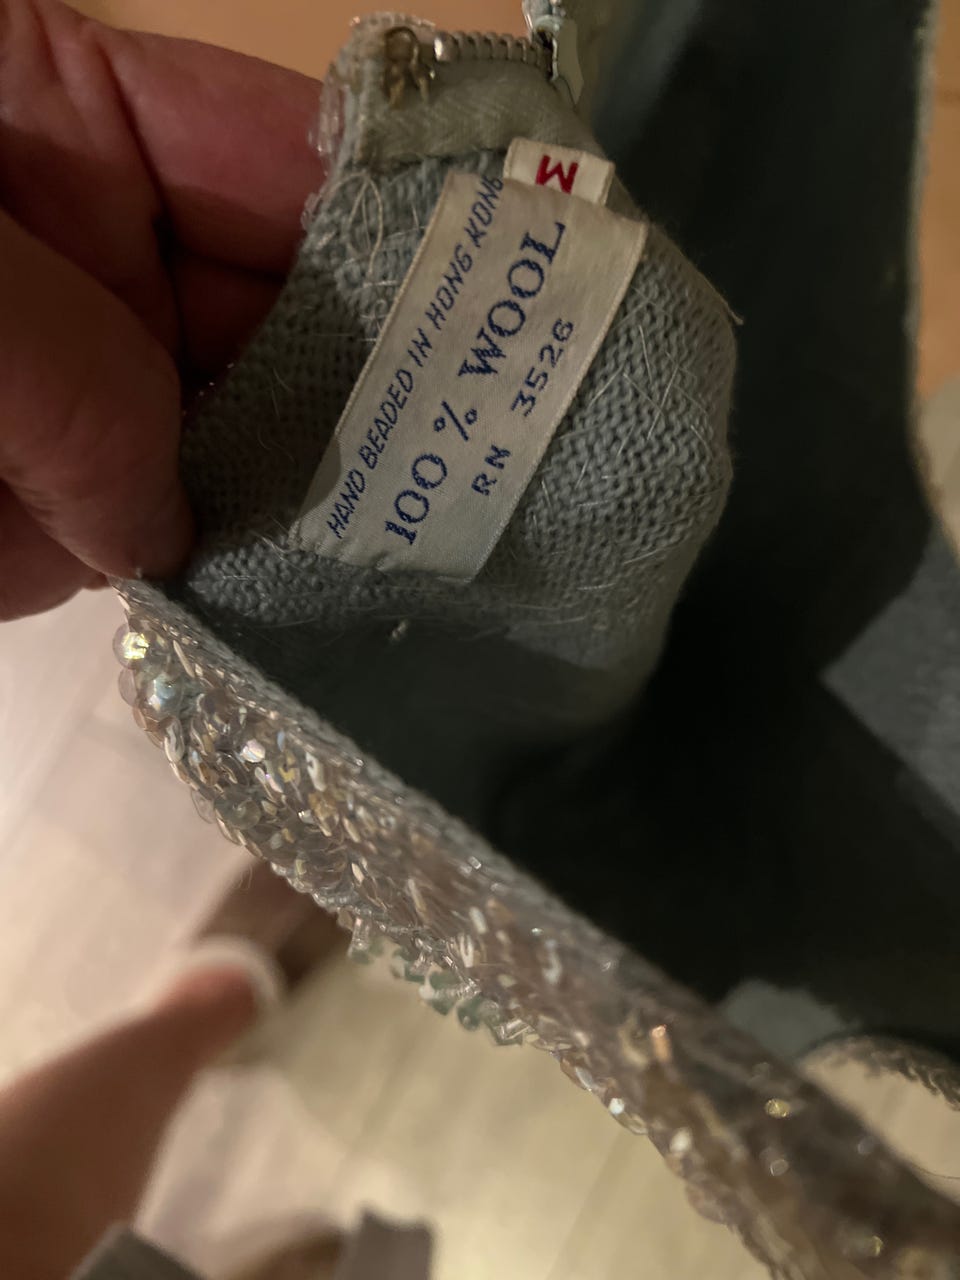 M
HAND BEADED IN HONG KONG
100 % WOOL
RN 3526